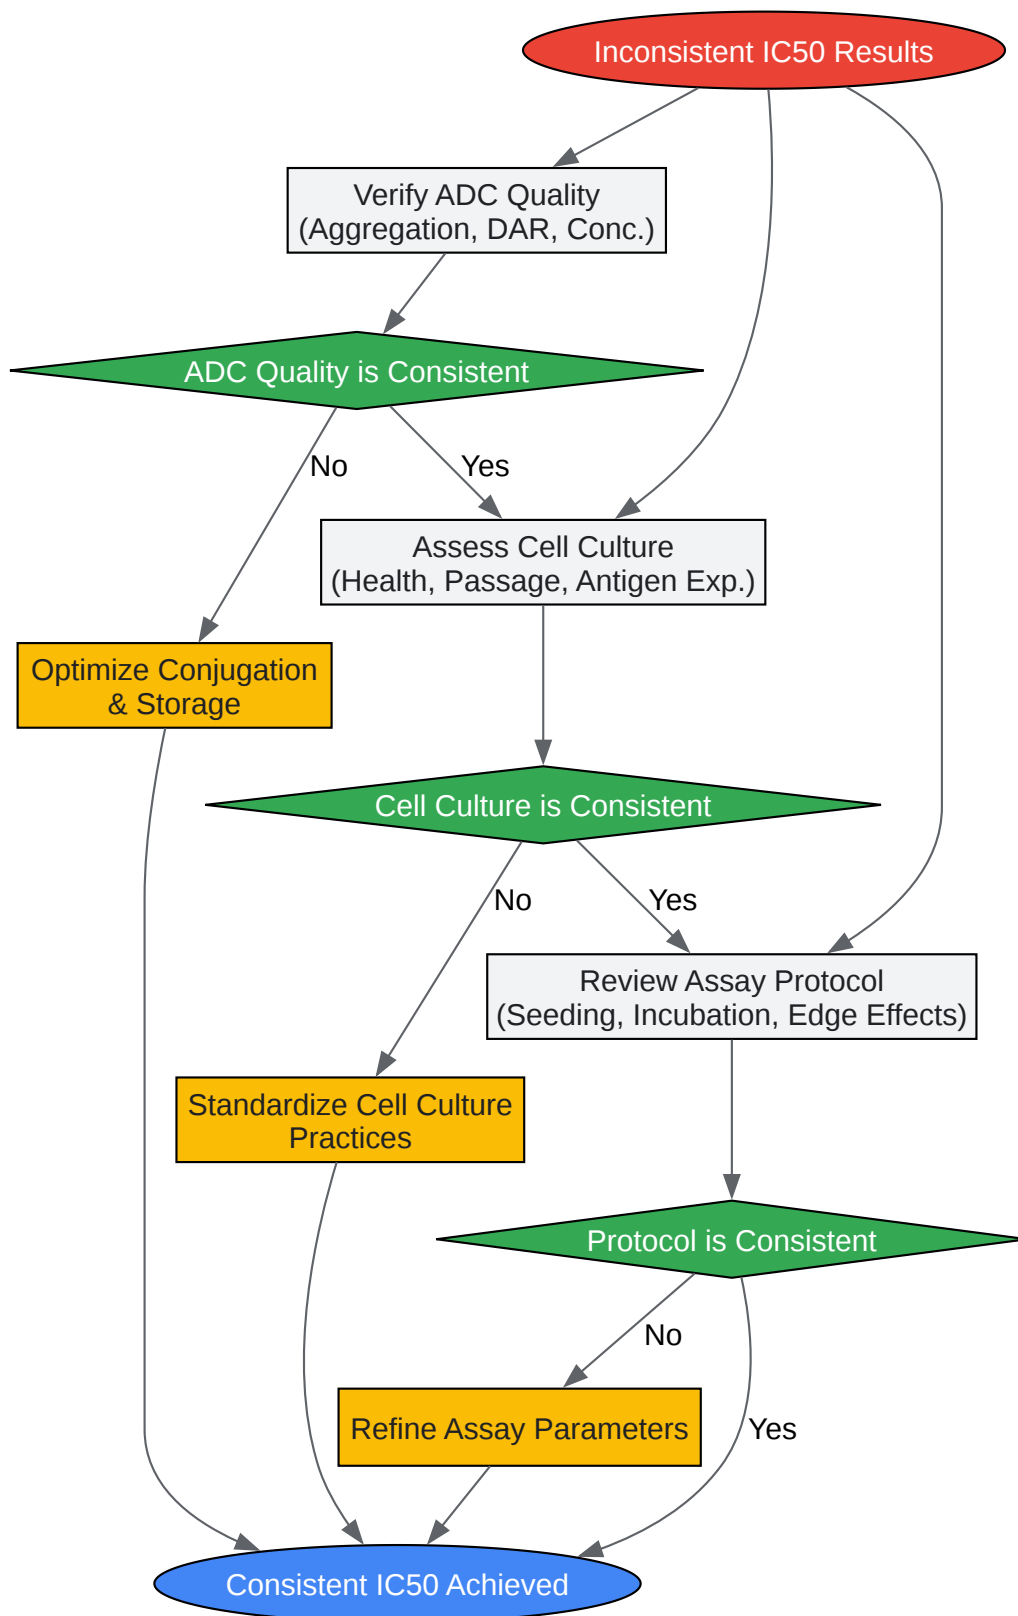 Inconsistent IC50 Results
Verify ADC Quality
(Aggregation, DAR, Conc.)
ADC Quality is Consistent
No
Yes
Assess Cell Culture
(Health, Passage, Antigen Exp.)
Optimize Conjugation
& Storage
Cell Culture is Consistent
No
Yes
Review Assay Protocol
(Seeding, Incubation, Edge Effects)
Standardize Cell Culture
Practices
Protocol is Consistent
No
Yes
Refine Assay Parameters
Consistent IC50 Achieved